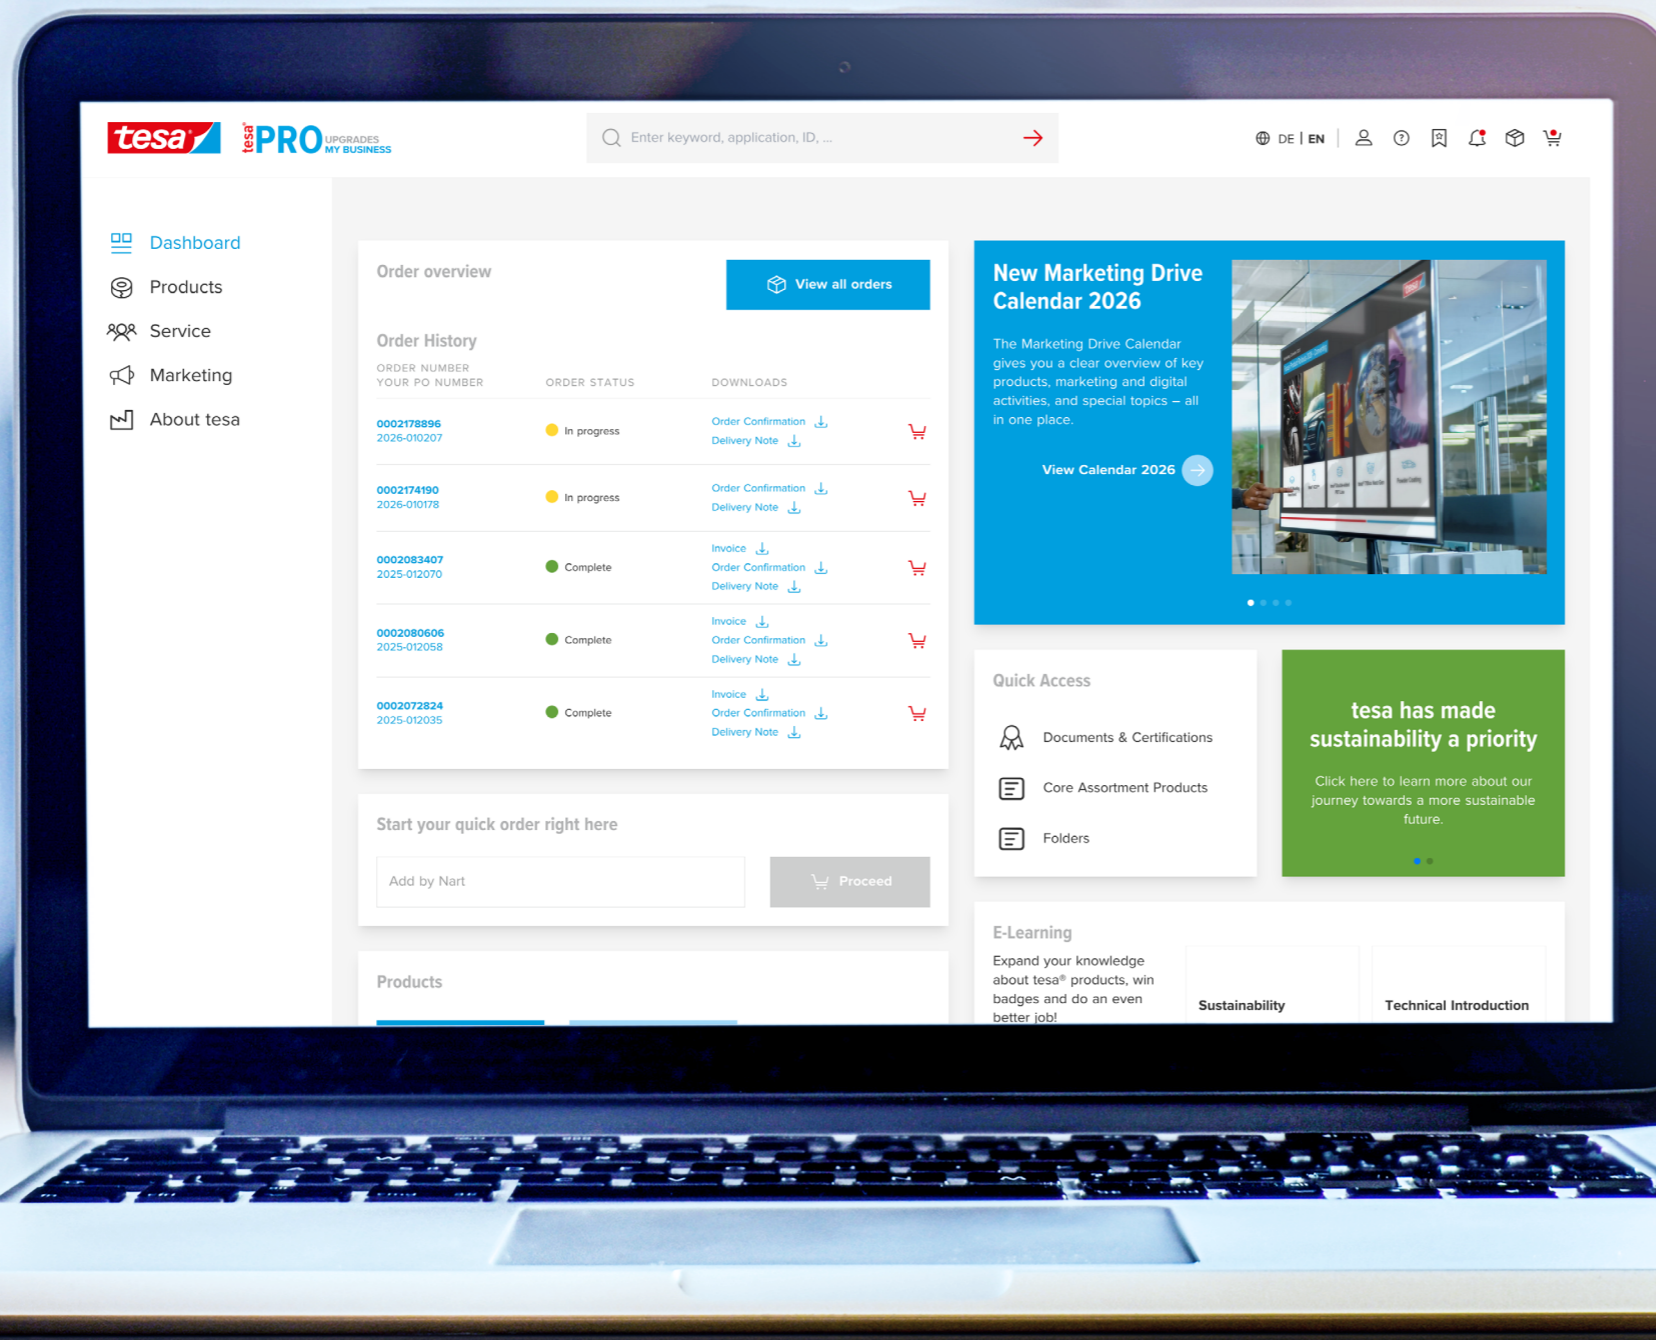 tesa
tesa® PRO UPGRADES
MY BUSINESS
Enter keyword, application, ID, ...
DE | EN
Dashboard
Products
Service
Marketing
About tesa
Order overview
View all orders
Order History
ORDER NUMBER
YOUR PO NUMBER
ORDER STATUS
DOWNLOADS
0002178896
2026-010207
In progress
Order Confirmation
Delivery Note
0002174190
2026-010178
In progress
Order Confirmation
Delivery Note
0002083407
2025-012070
Complete
Invoice
Order Confirmation
Delivery Note
0002080606
2025-012058
Complete
Invoice
Order Confirmation
Delivery Note
0002072824
2025-012035
Complete
Invoice
Order Confirmation
Delivery Note
Start your quick order right here
Add by Nart
Proceed
Products
New Marketing Drive
Calendar 2026
The Marketing Drive Calendar
gives you a clear overview of key
products, marketing and digital
activities, and special topics – all
in one place.
View Calendar 2026
tesa
Quick Access
Documents & Certifications
Core Assortment Products
Folders
tesa has made
sustainability a priority
Click here to learn more about our
journey towards a more sustainable
future.
E-Learning
Expand your knowledge
about tesa® products, win
badges and do an even
better job!
Sustainability
Technical Introduction